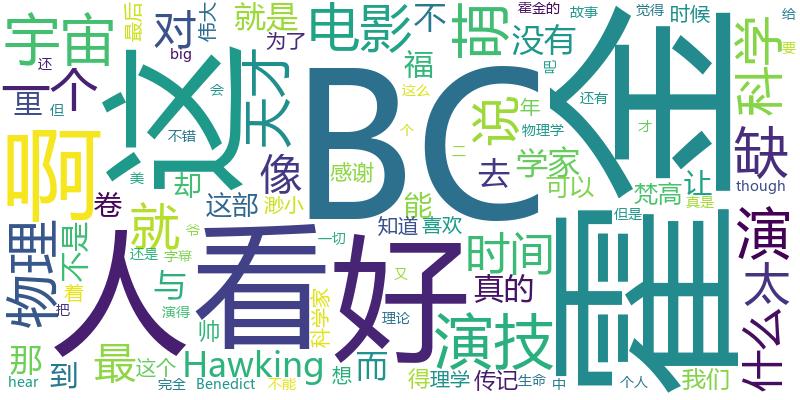 宇宙
最后
对
伟大
就是
为了
电影
不
萌
霍金的
故事
觉得
时候
给
没有
科学
要
一个
里
还
但
big
会
不错
天才
这
福
说
年
还有
物理学
才
二
个
这么
BC
霍金
啊
美
却
像
感谢
能
去
学家
可以
梵高
让
缺
though
真是
但是
卷
这部
渺小
知道
喜欢
物理
不是
着
把
就
与
还是
字幕
爷
一切
又
人
看
好
时间
真的
演
太
什么
演技
那
到
hear
最
这个
演得
完全
帅
科学家
Hawking
Benedict
不能
想
而
理论
得
理学
传记
生命
中
个人
我们